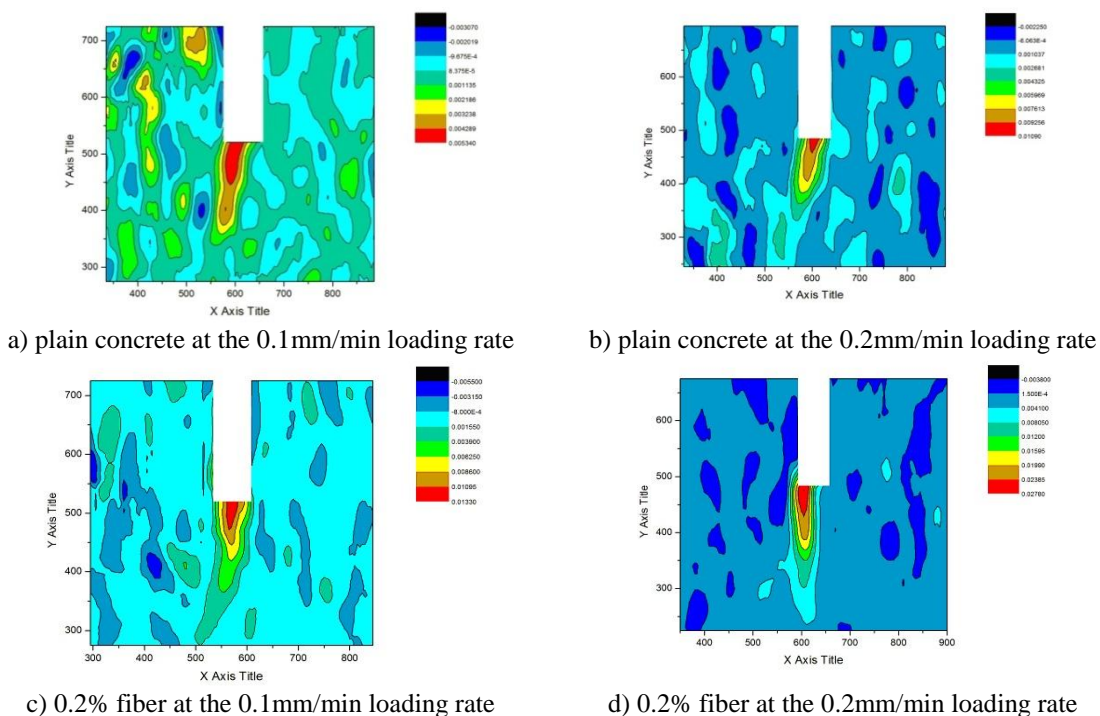 700
600
500
400
300
Y Axis Title
400 500 600 700 800
X Axis Title
-0.003070
-0.002019
-9.675E-4
8.375E-5
0.001135
0.002186
0.003238
0.004289
0.005340
a) plain concrete at the 0.1mm/min loading rate
600
500
400
300
Y Axis Title
400 500 600 700 800
X Axis Title
-0.002250
-6.063E-4
0.001037
0.002681
0.004325
0.005969
0.007613
0.009256
0.01090
b) plain concrete at the 0.2mm/min loading rate
700
600
500
400
300
Y Axis Title
300 400 500 600 700 800
X Axis Title
-0.005500
-0.003150
-8.000E-4
0.001550
0.003900
0.006250
0.008600
0.01095
0.01330
c) 0.2% fiber at the 0.1mm/min loading rate
600
500
400
300
Y Axis Title
400 500 600 700 800 900
X Axis Title
-0.003800
1.500E-4
0.004100
0.008050
0.01200
0.01595
0.01990
0.02385
0.02780
d) 0.2% fiber at the 0.2mm/min loading rate